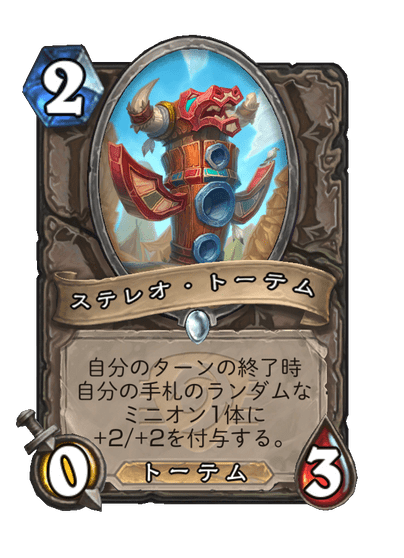 2
ステレオ・トーテム
自分のターンの終了時
自分の手札のランダムな
ミニオン1体に
+2/+2を付与する。
0
トーテム
3